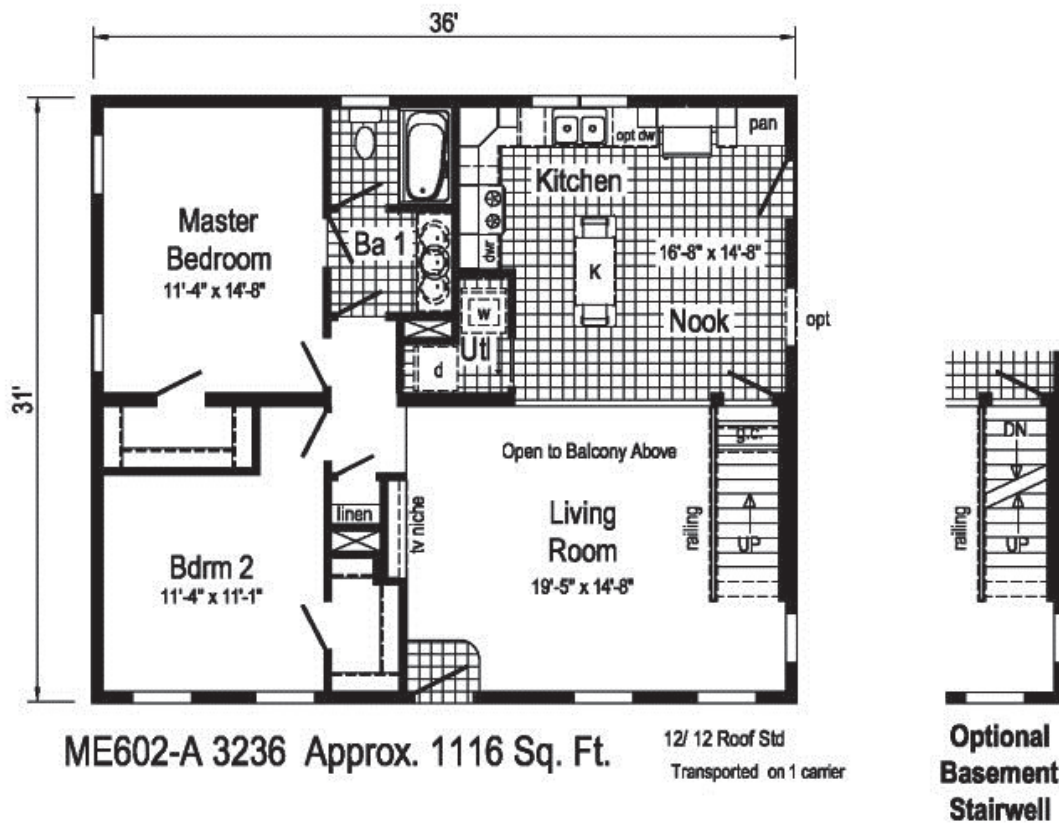 36'
31'
Master
Bedroom
11'-4" x 14'-8"
Ba 1
Kitchen
opt dw
pan
16'-8" x 14'-8"
dwr
K
Nook
opt
w
Ut
d
Open to Balcony Above
g.c.
linen
tv niche
Living
Room
19'-5" x 14'-8"
railing
UP
Bdrm 2
11'-4" x 11'-1"
DN
railing
UP
ME602-A 3236 Approx. 1116 Sq. Ft.
12/ 12 Roof Std
Transported on 1 carrier
Optional
Basement
Stairwell